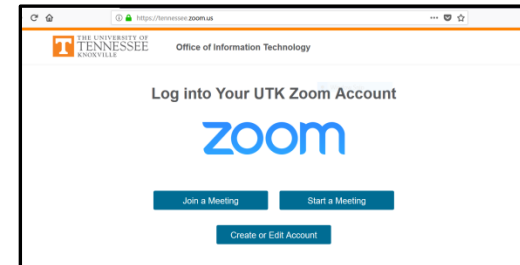 https://tennessee.zoom.us
THE UNIVERSITY OF
TENNESSEE
KNOXVILLE
Office of Information Technology
Log into Your UTK Zoom Account
zoom
Join a Meeting
Start a Meeting
Create or Edit Account